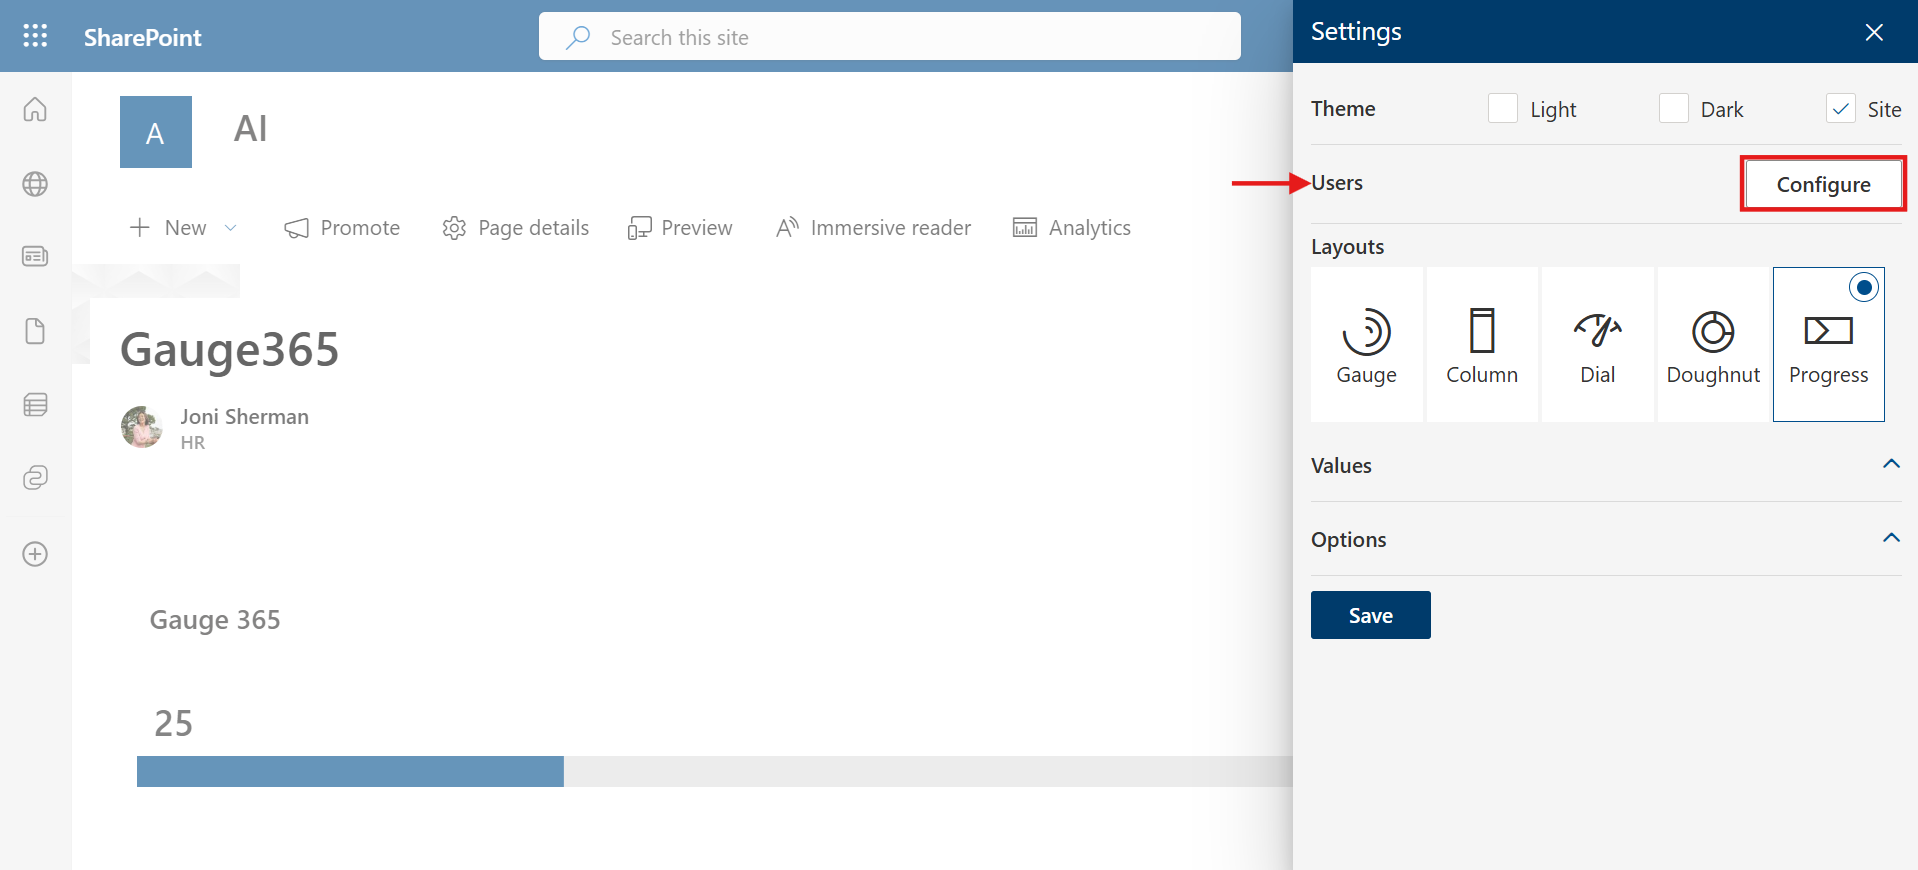 SharePoint
Search this site
A
AI
New
Promote
Page details
Preview
Immersive reader
Analytics
Gauge365
Joni Sherman
HR
Gauge 365
25
Settings
Theme
Light
Dark
Site
Users
Configure
Layouts
Gauge
Column
Dial
Doughnut
Progress
Values
Options
Save